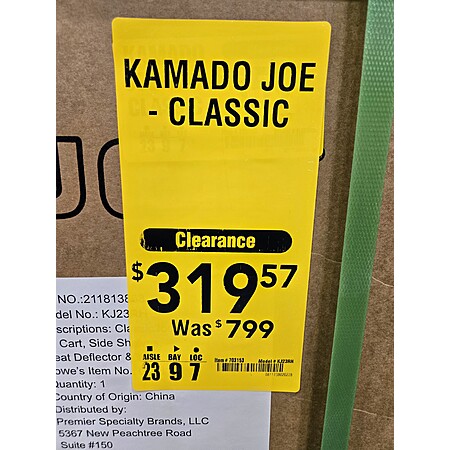 KAMADO JOE
- CLASSIC
Clearance
$319.57
Was $799
AISLE BAY LOC
23 9 7
Item # 703153 Model # KJ23RH
NO.:2118138
del No.: KJ23
scriptions: Cla
Cart, Side Sh
eat Deflector &
owe's Item No.
Quantity: 1
Country of Origin: China
Distributed by:
Premier Specialty Brands, LLC
5367 New Peachtree Road
Suite #150